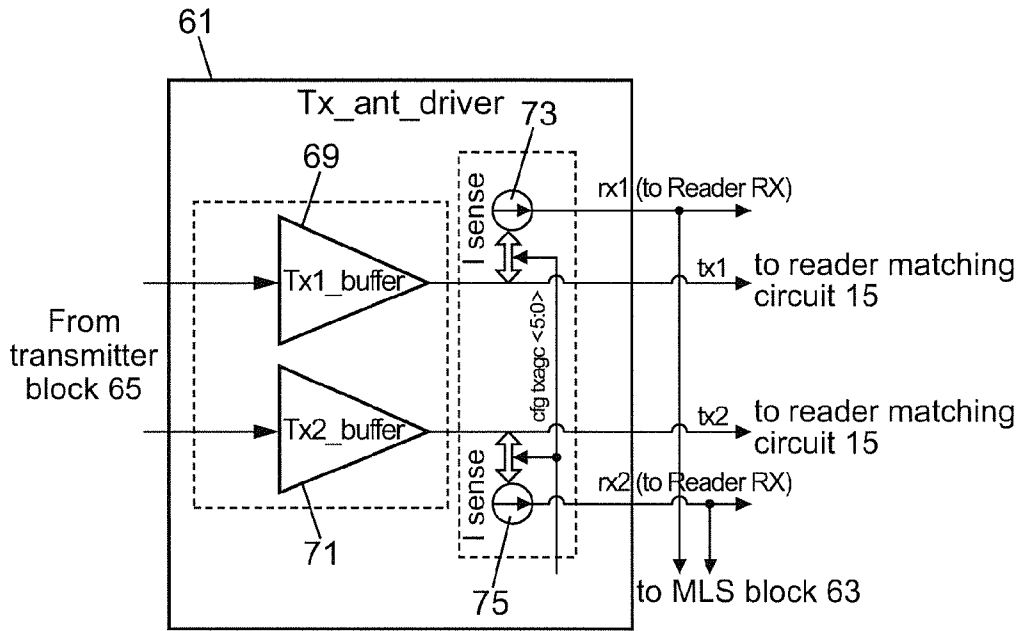 61
Tx_ant_driver
73
69
I sense
rx1 (to Reader RX)
Tx1_buffer
tx1
to reader matching
circuit 15
From
transmitter
block 65
cfg txagc <5:0>
Tx2_buffer
tx2
to reader matching
circuit 15
I sense
rx2 (to Reader RX)
71
75
to MLS block 63